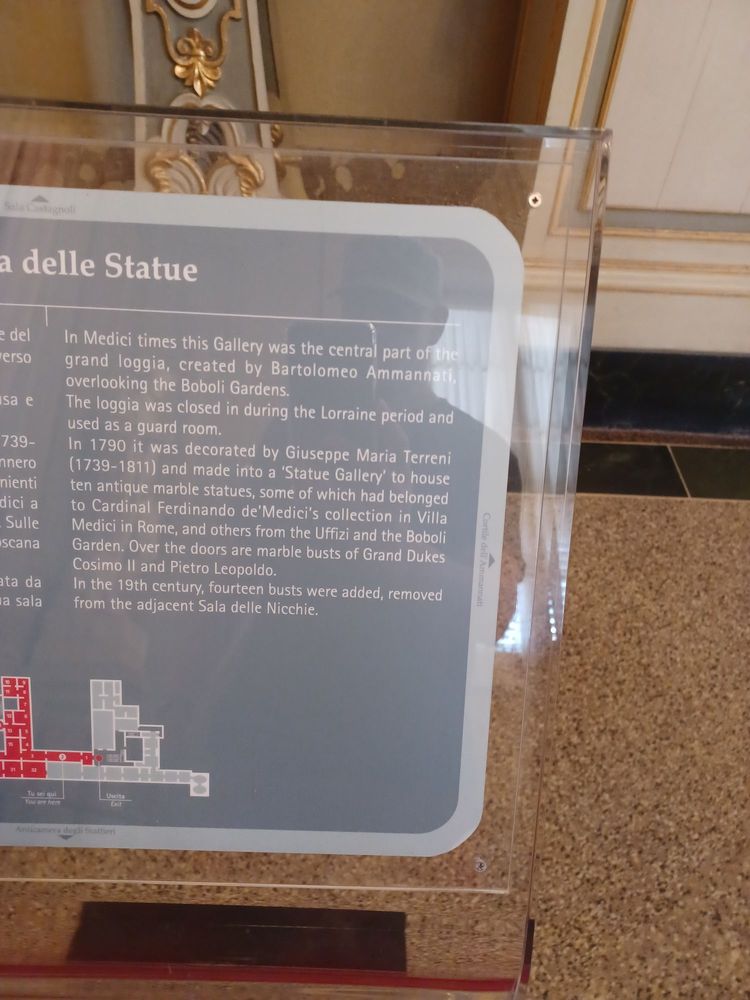 Sala Castagnoli
a delle Statue
e del
verso
usa e
739-
nnero
nienti
dici a
. Sulle
oscana
ata da
na sala
In Medici times this Gallery was the central part of the
grand loggia, created by Bartolomeo Ammannati,
overlooking the Boboli Gardens.
The loggia was closed in during the Lorraine period and
used as a guard room.
In 1790 it was decorated by Giuseppe Maria Terreni
(1739-1811) and made into a ‘Statue Gallery’ to house
ten antique marble statues, some of which had belonged
to Cardinal Ferdinando de'Medici's collection in Villa
Medici in Rome, and others from the Uffizi and the Boboli
Garden. Over the doors are marble busts of Grand Dukes
Cosimo II and Pietro Leopoldo.
In the 19th century, fourteen busts were added, removed
from the adjacent Sala delle Nicchie.
Cortile dell'Ammannati
Tu sei qui
You are here
Uscita
Exit
Anticamera degli Staffieri